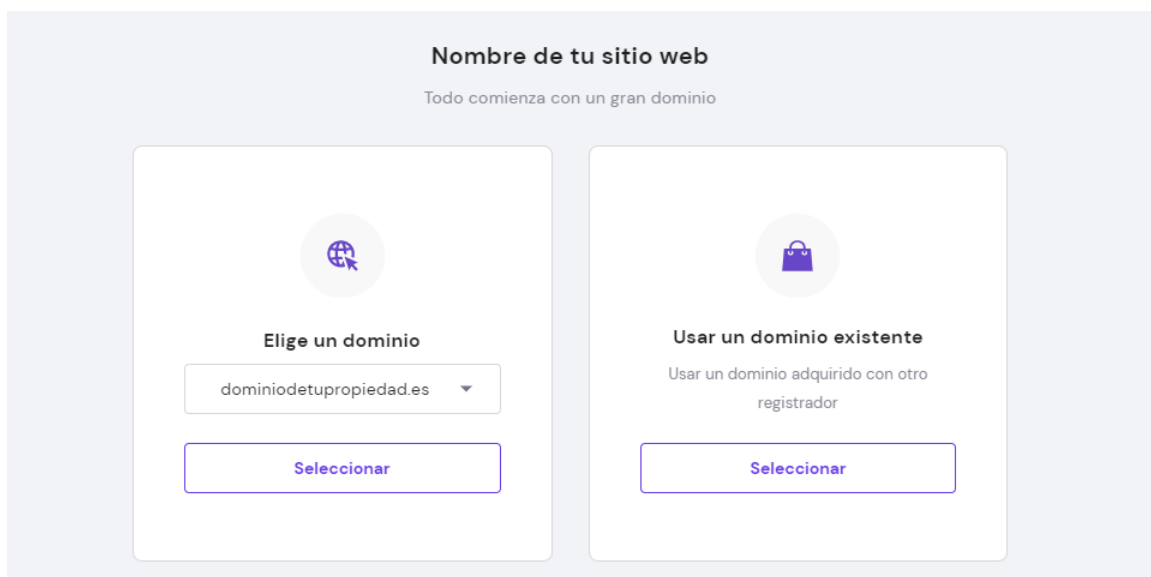 Nombre de tu sitio web
Todo comienza con un gran dominio
Elige un dominio
dominiodetupropiedad.es
Seleccionar
Usar un dominio existente
Usar un dominio adquirido con otro
registrador
Seleccionar